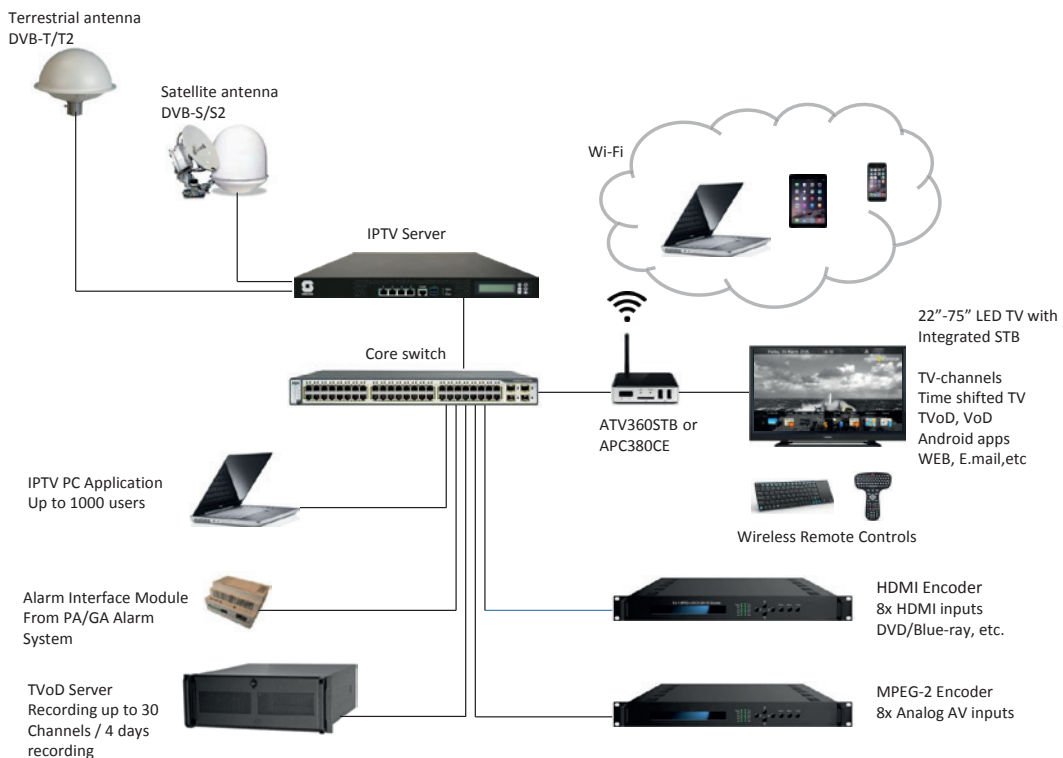 Terrestrial antenna
DVB-T/T2
Satellite antenna
DVB-S/S2
Wi-Fi
IPTV Server
22”-75” LED TV with
Integrated STB
Core switch
TV-channels
Time shifted TV
TVoD, VoD
Android apps
WEB, E.mail,etc
ATV360STB or
APC380CE
IPTV PC Application
Up to 1000 users
Wireless Remote Controls
Alarm Interface Module
From PA/GA Alarm
System
HDMI Encoder
8x HDMI inputs
DVD/Blue-ray, etc.
TVoD Server
Recording up to 30
Channels / 4 days
recording
MPEG-2 Encoder
8x Analog AV inputs